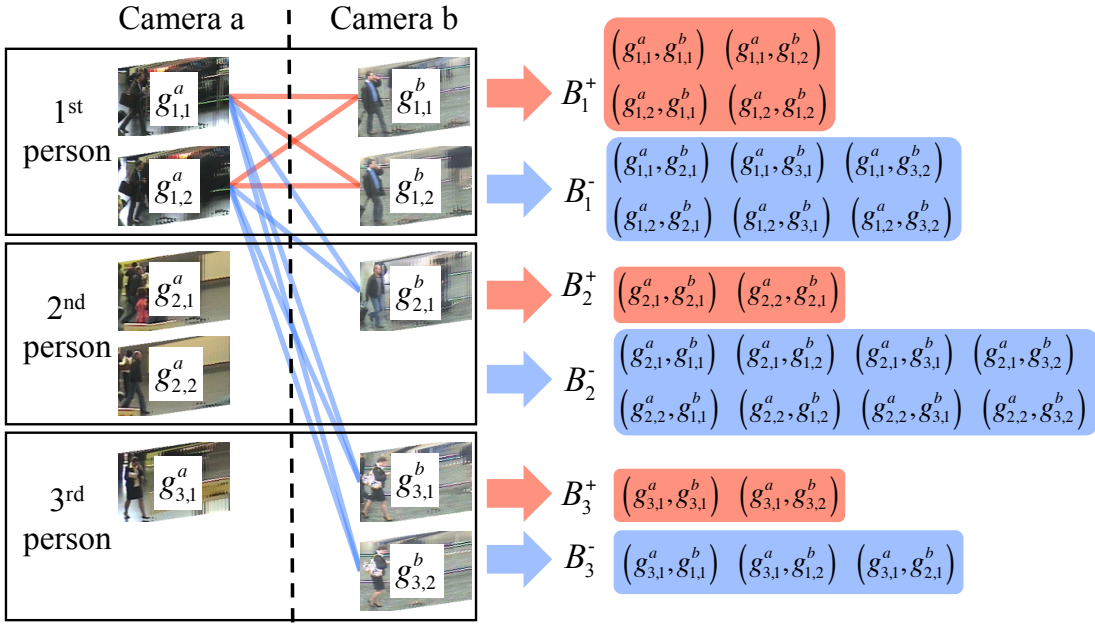 Camera a Camera b
1st person
g^a_{1,1} g^b_{1,1}
g^a_{1,2} g^b_{1,2}
B_1^+
(g^a_{1,1}, g^b_{1,1}) (g^a_{1,1}, g^b_{1,2})
(g^a_{1,2}, g^b_{1,1}) (g^a_{1,2}, g^b_{1,2})
B_1^-
(g^a_{1,1}, g^b_{2,1}) (g^a_{1,1}, g^b_{3,1}) (g^a_{1,1}, g^b_{3,2})
(g^a_{1,2}, g^b_{2,1}) (g^a_{1,2}, g^b_{3,1}) (g^a_{1,2}, g^b_{3,2})
2nd person
g^a_{2,1} g^b_{2,1}
g^a_{2,2}
B_2^+
(g^a_{2,1}, g^b_{2,1}) (g^a_{2,2}, g^b_{2,1})
B_2^-
(g^a_{2,1}, g^b_{1,1}) (g^a_{2,1}, g^b_{1,2}) (g^a_{2,1}, g^b_{3,1}) (g^a_{2,1}, g^b_{3,2})
(g^a_{2,2}, g^b_{1,1}) (g^a_{2,2}, g^b_{1,2}) (g^a_{2,2}, g^b_{3,1}) (g^a_{2,2}, g^b_{3,2})
3rd person
g^a_{3,1} g^b_{3,1}
g^b_{3,2}
B_3^+
(g^a_{3,1}, g^b_{3,1}) (g^a_{3,1}, g^b_{3,2})
B_3^-
(g^a_{3,1}, g^b_{1,1}) (g^a_{3,1}, g^b_{1,2}) (g^a_{3,1}, g^b_{2,1})